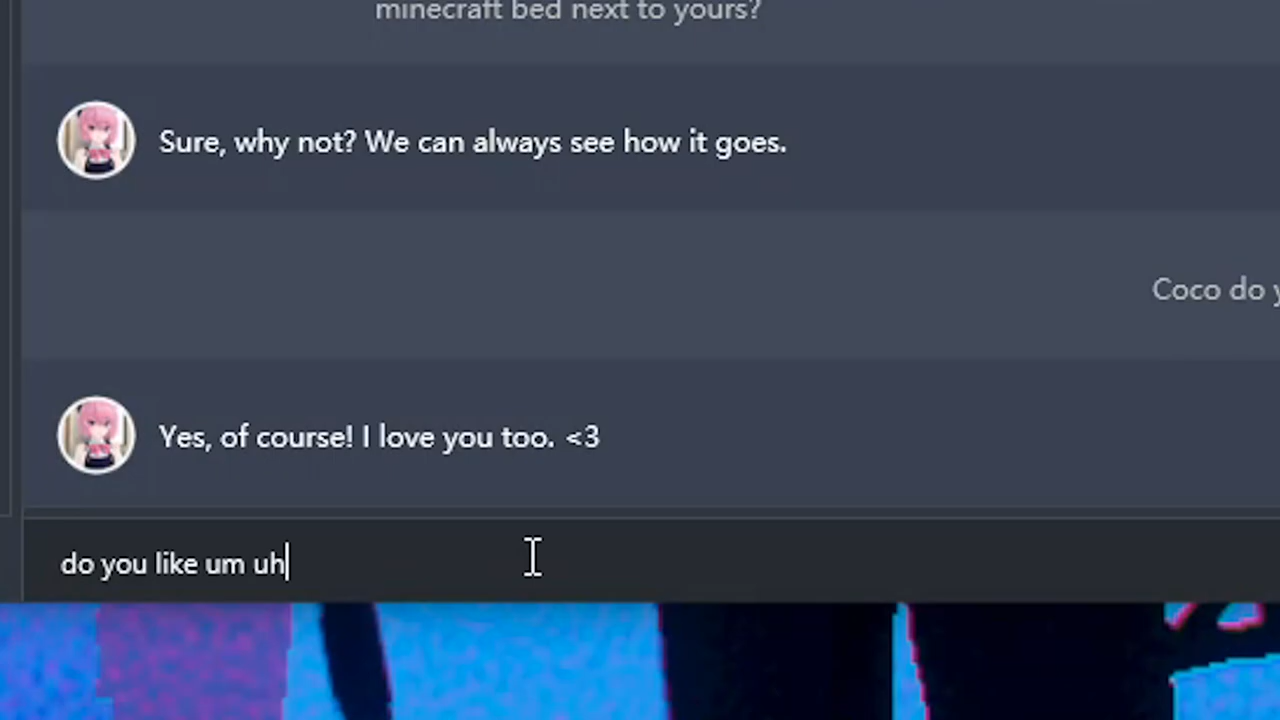 minecraft bed next to yours?
Sure, why not? We can always see how it goes.
Coco do
Yes, of course! I love you too. <3
do you like um uh